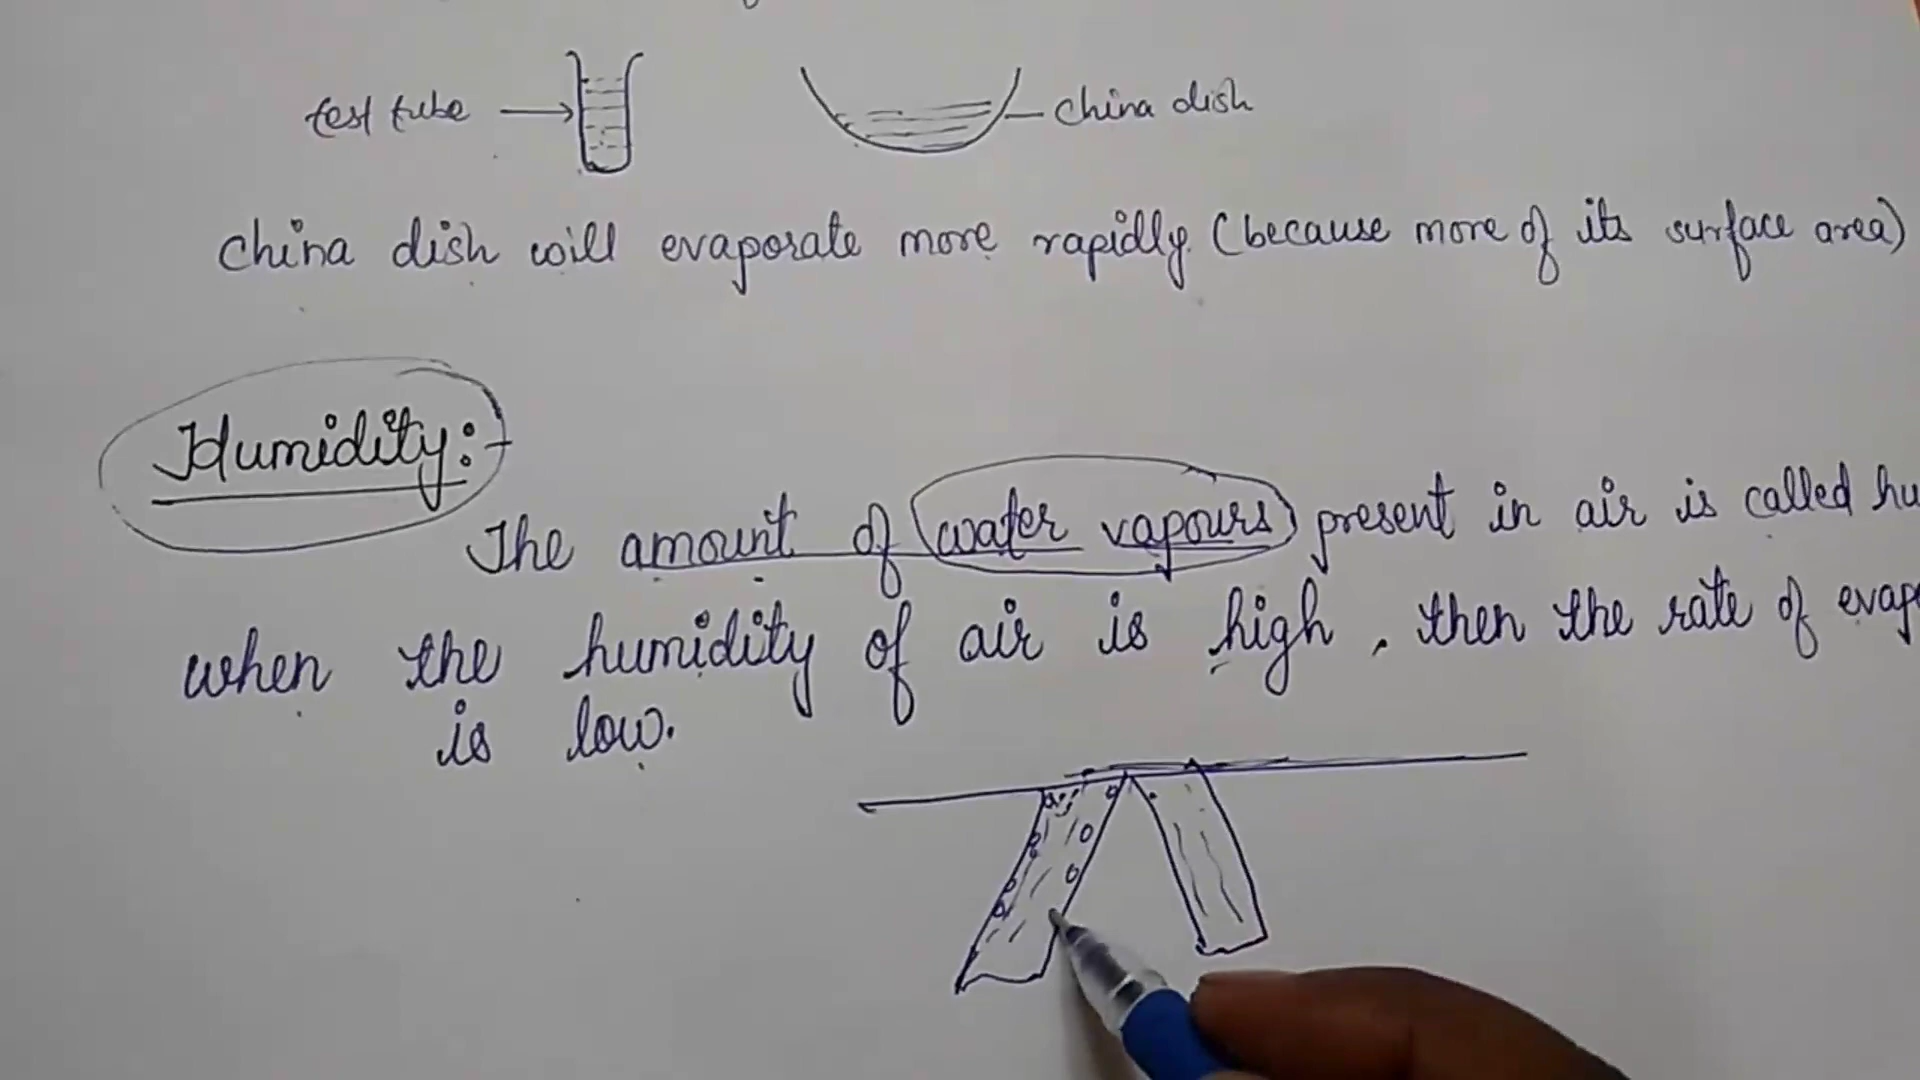 test tube
china dish
china dish will evaporate more rapidly. (because more of its surface area)
Humidity:-
The amount of water vapours present in air is called hu
when the humidity of air is high, then the rate of evap
is low.